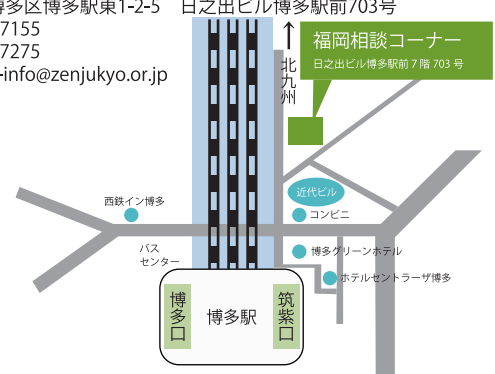 博多区博多駅東1-2-5　日之出ビル博多駅前703号
7155
7275
-info@zenjukyo.or.jp
北九州
福岡相談コーナー
日之出ビル博多駅前7階703号
近代ビル
西鉄イン博多
コンビニ
バス
センター
博多グリーンホテル
ホテルセントラーザ博多
博多口
博多駅
筑紫口